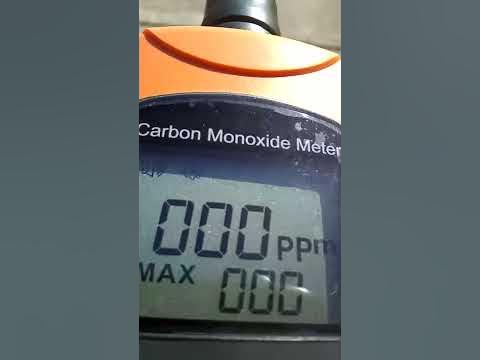 Carbon Monoxide Meter
000 ppm
MAX 000